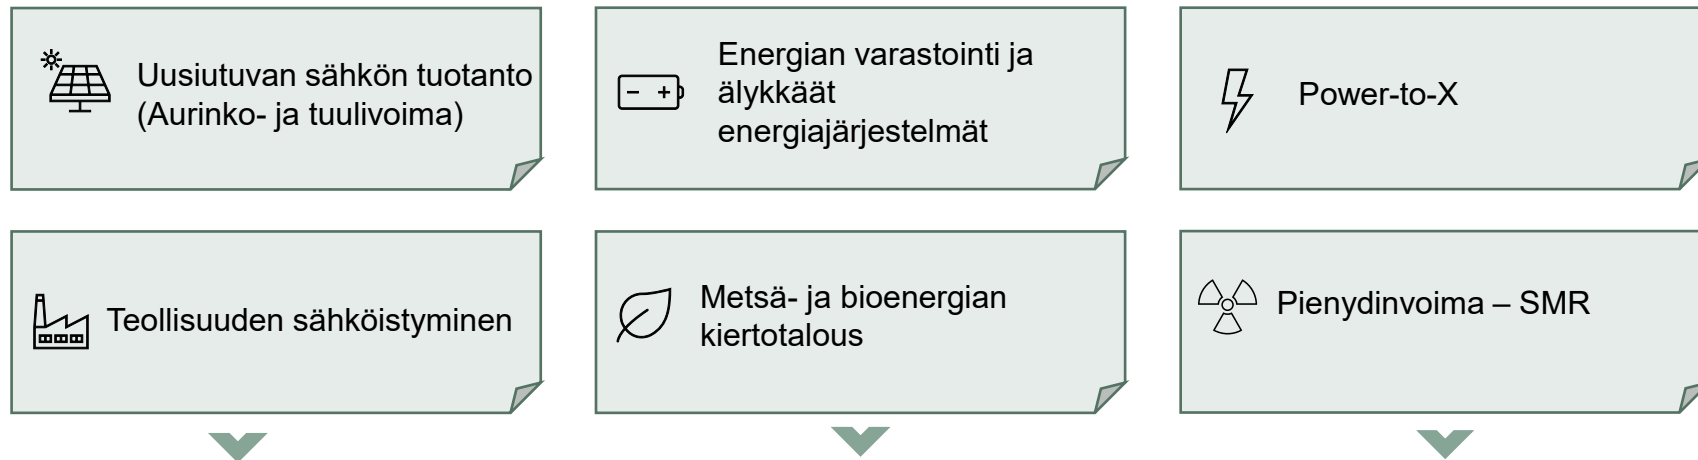 Uusiutuvan sähkön tuotanto
(Aurinko- ja tuulivoima)
Energian varastointi ja
älykkäät
energiajärjestelmät
Power-to-X
Teollisuuden sähköistyminen
Metsä- ja bioenergian
kiertotalous
Pienydinvoima – SMR